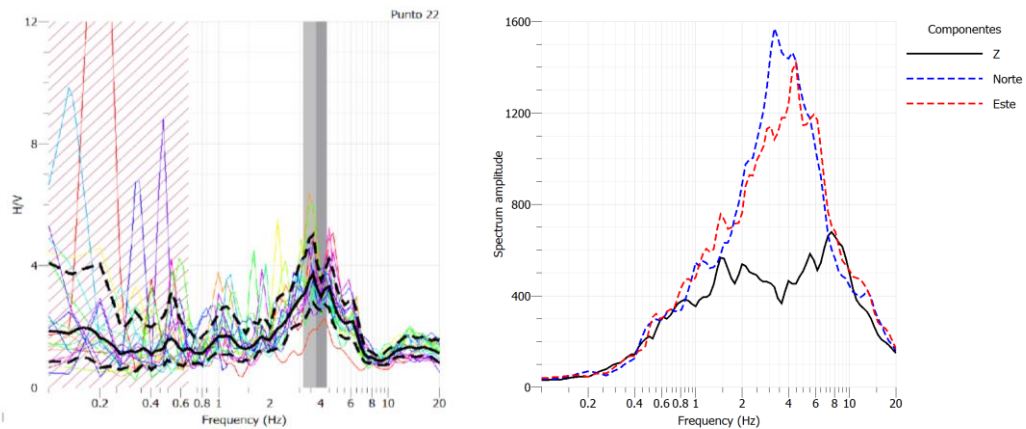 Punto 22
12
8
4
0
H/V
0.2 0.4 0.6 0.8 1 2 4 6 8 10 20
Frequency (Hz)
1600
1200
800
400
0
Spectrum amplitude
0.2 0.4 0.6 0.8 1 2 4 6 8 10 20
Frequency (Hz)
Componentes
Z
Norte
Este